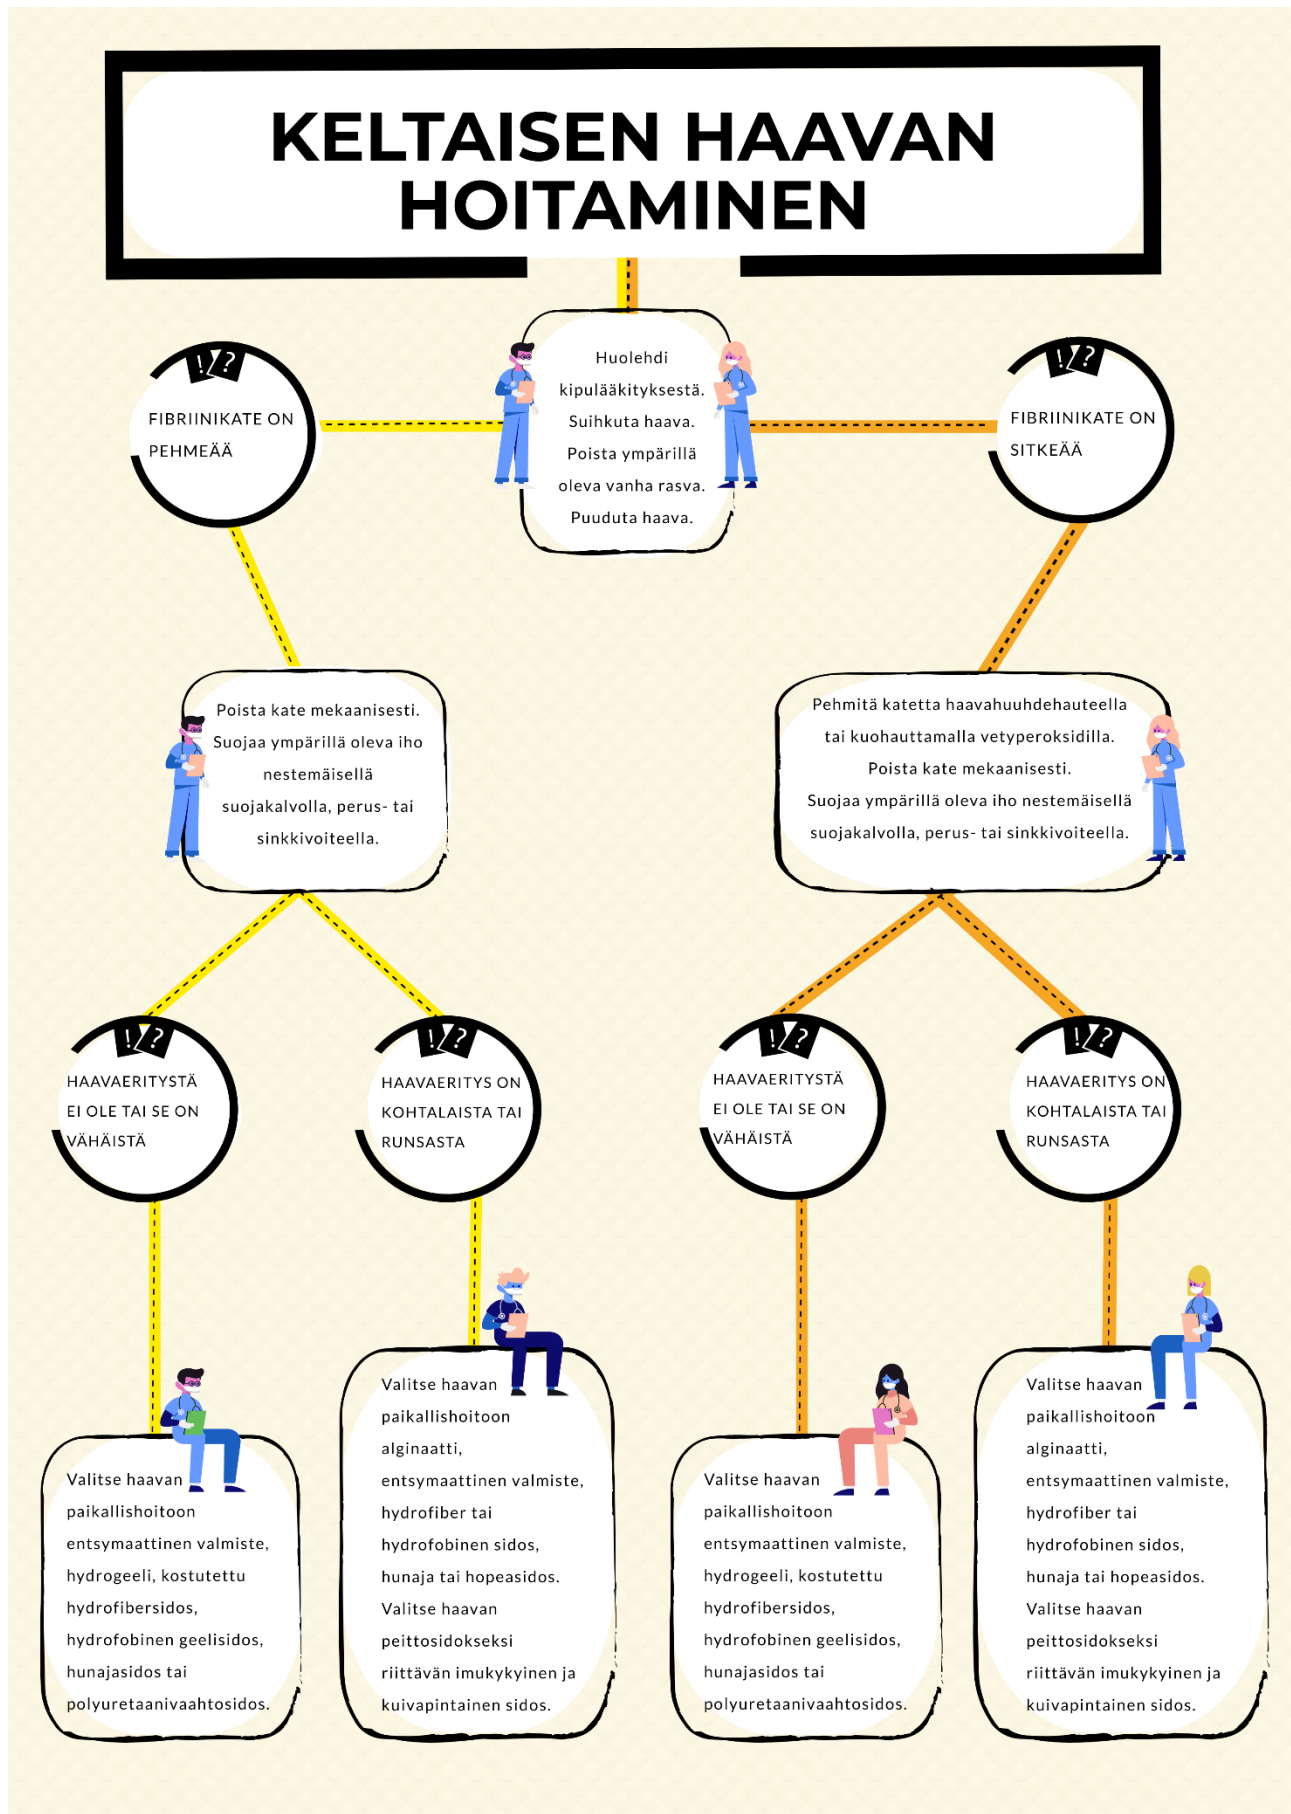 KELTAISEN HAAVAN
HOITAMINEN
Huolehdi
kipulääkityksestä.
Suihkuta haava.
Poista ympärillä
oleva vanha rasva.
Puuduta haava.
!?
FIBRIINIKATE ON
PEHMEÄÄ
!?
FIBRIINIKATE ON
SITKEÄÄ
Poista kate mekaanisesti.
Suojaa ympärillä oleva iho
nestemäisellä
suojakalvolla, perus- tai
sinkkivoiteella.
Pehmitä katetta haavahuuhdehauteella
tai kuohauttamalla vetyperoksidilla.
Poista kate mekaanisesti.
Suojaa ympärillä oleva iho nestemäisellä
suojakalvolla, perus- tai sinkkivoiteella.
!?
HAAVAERITYSTÄ
EI OLE TAI SE ON
VÄHÄISTÄ
!?
HAAVAERITYS ON
KOHTALAISTA TAI
RUNSASTA
!?
HAAVAERITYSTÄ
EI OLE TAI SE ON
VÄHÄISTÄ
!?
HAAVAERITYS ON
KOHTALAISTA TAI
RUNSASTA
Valitse haavan
paikallishoitoon
entsymaattinen valmiste,
hydrogeeli, kostutettu
hydrofibersidos,
hydrofobinen geelisidos,
hunajasidos tai
polyuretaanivaahtosidos.
Valitse haavan
paikallishoitoon
alginaatti,
entsymaattinen valmiste,
hydrofiber tai
hydrofobinen sidos,
hunaja tai hopeasidos.
Valitse haavan
peittosidokseksi
riittävän imukykyinen ja
kuivapintainen sidos.
Valitse haavan
paikallishoitoon
entsymaattinen valmiste,
hydrogeeli, kostutettu
hydrofibersidos,
hydrofobinen geelisidos,
hunajasidos tai
polyuretaanivaahtosidos.
Valitse haavan
paikallishoitoon
alginaatti,
entsymaattinen valmiste,
hydrofiber tai
hydrofobinen sidos,
hunaja tai hopeasidos.
Valitse haavan
peittosidokseksi
riittävän imukykyinen ja
kuivapintainen sidos.